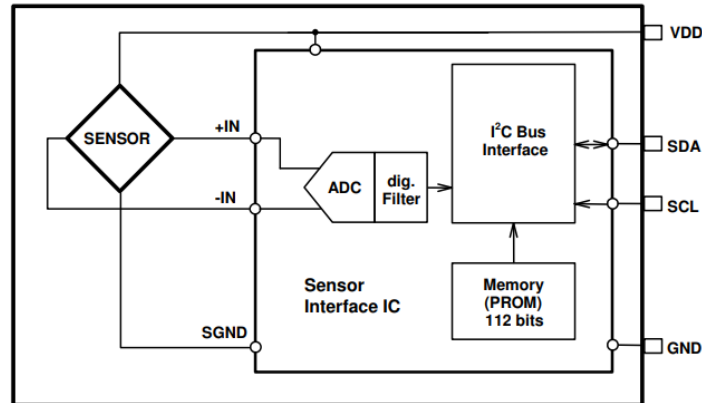 VDD
SENSOR
+IN
-IN
ADC
dig.
Filter
I²C Bus
Interface
SDA
SCL
Sensor
Interface IC
Memory
(PROM)
112 bits
SGND
GND